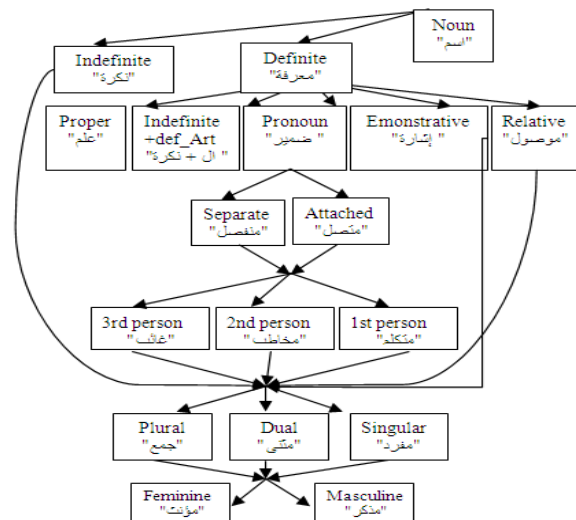 Noun
"اسم"
Indefinite
"نكرة"
Definite
"معرفة"
Proper
"علم"
Indefinite
+def_Art
"ال + نكرة"
Pronoun
"ضمير"
Emonstrative
"إشارة"
Relative
"موصول"
Separate
"منفصل"
Attached
"متصل"
3rd person
"غائب"
2nd person
"مخاطب"
1st person
"متكلم"
Plural
"جمع"
Dual
"مثنى"
Singular
"مفرد"
Feminine
"مؤنث"
Masculine
"مذكر"